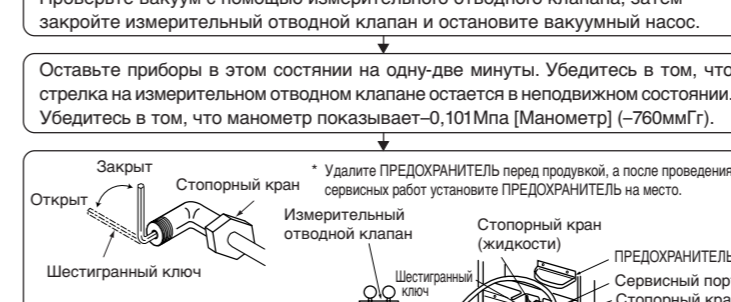 Проверьте вакуум с помощью измерительного отводного клапана, затем
закройте измерительный отводной клапан и остановите вакуумный насос.
Оставьте приборы в этом состоянии на одну-две минуты. Убедитесь в том, что
стрелка на измерительном отводном клапане остается в неподвижном состоянии.
Убедитесь в том, что манометр показывает–0,101Мпа [Манометр] (–760ммГг).
Закрыт
Открыт
Стопорный кран
Шестигранный ключ
* Удалите ПРЕДОХРАНИТЕЛЬ перед продувкой, а после проведения
сервисных работ установите ПРЕДОХРАНИТЕЛЬ на место.
Измерительный
отводной клапан
Стопорный кран
(жидкости)
Шестигранный
ключ
ПРЕДОХРАНИТЕЛЬ
Сервисный пор
Стопорный кра